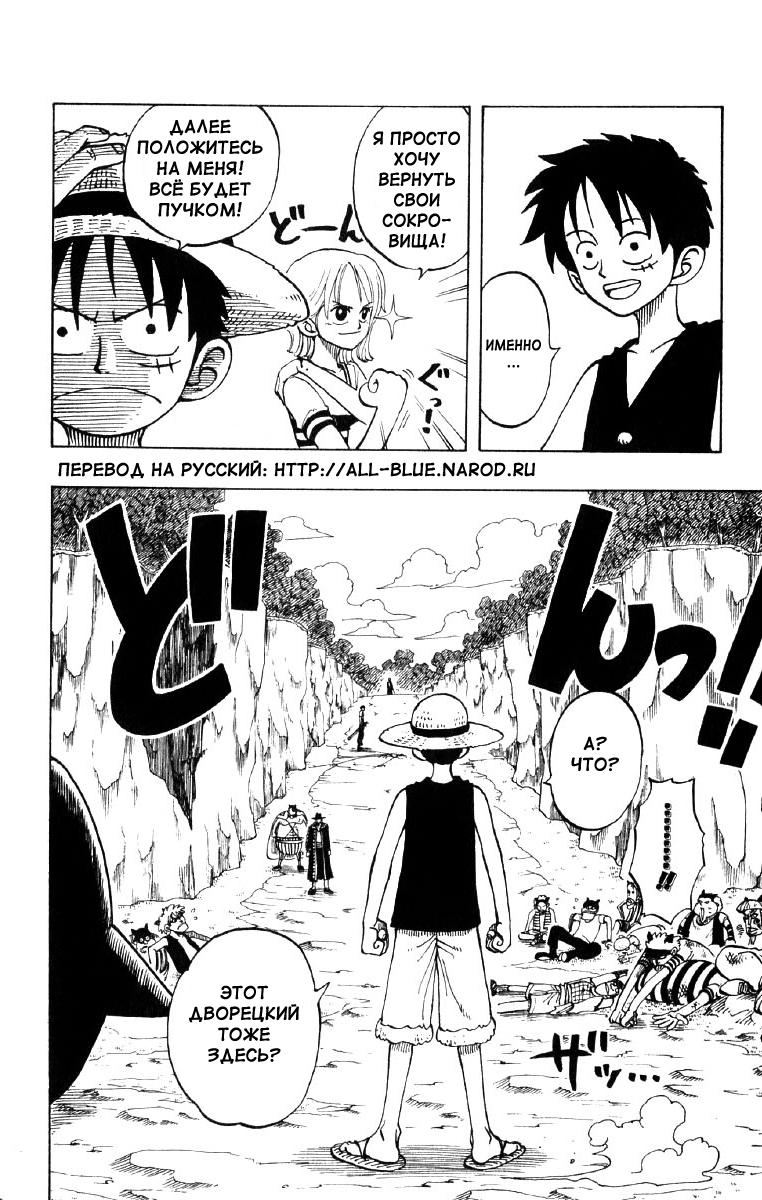 ИМЕННО
...
Я ПРОСТО
ХОЧУ
ВЕРНУТЬ
СВОИ
СОКРО-
ВИЩА!
ДАЛЕЕ
ПОЛОЖИТЕСЬ
НА МЕНЯ!
ВСЁ БУДЕТ
ПУЧКОМ!
どーん
ぐっ!
ПЕРЕВОД НА РУССКИЙ: HTTP://ALL-BLUE.NAROD.RU
どんっ!!
А?
ЧТО?
........!!
ЭТОТ
ДВОРЕЦКИЙ
ТОЖЕ
ЗДЕСЬ?
ザッ...